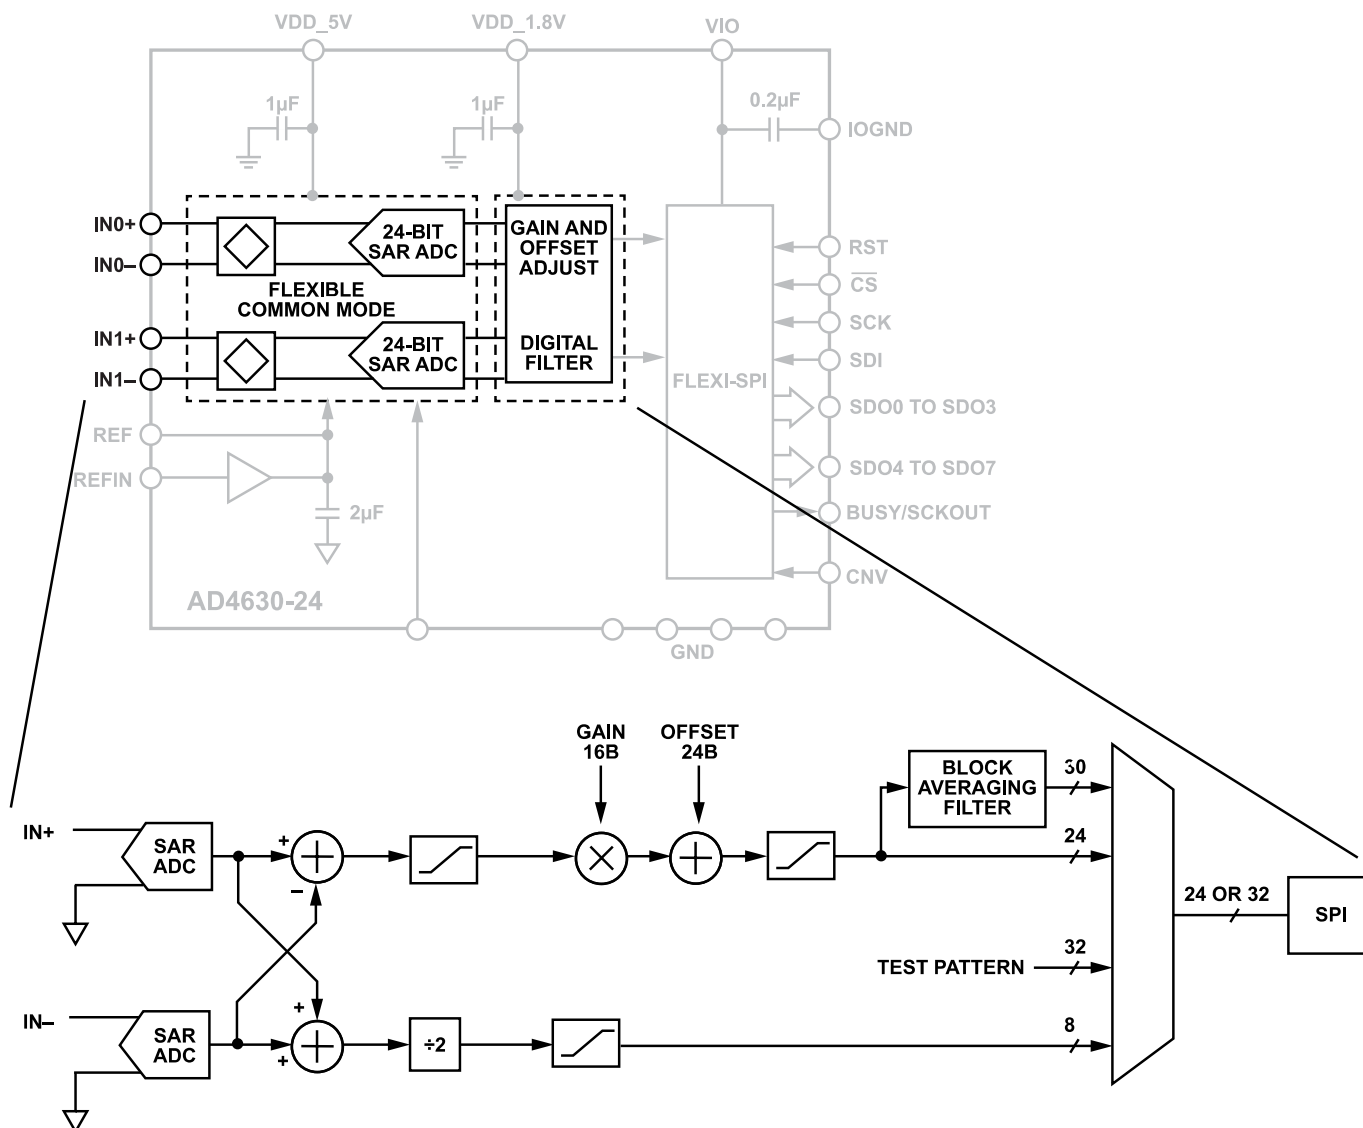 VDD_5V
VDD_1.8V
VIO
1µF
1µF
0.2µF
IOGND
IN0+
IN0–
24-BIT
SAR ADC
GAIN AND
OFFSET
ADJUST
FLEXIBLE
COMMON MODE
IN1+
IN1–
24-BIT
SAR ADC
DIGITAL
FILTER
FLEXI-SPI
RST
CS
SCK
SDI
SDO0 TO SDO3
SDO4 TO SDO7
BUSY/SCKOUT
CNV
REF
REFIN
2µF
AD4630-24
GND
GAIN
16B
OFFSET
24B
BLOCK
AVERAGING
FILTER
30
IN+
SAR
ADC
+
–
24
24 OR 32
SPI
TEST PATTERN
32
IN–
SAR
ADC
+
+
÷2
8